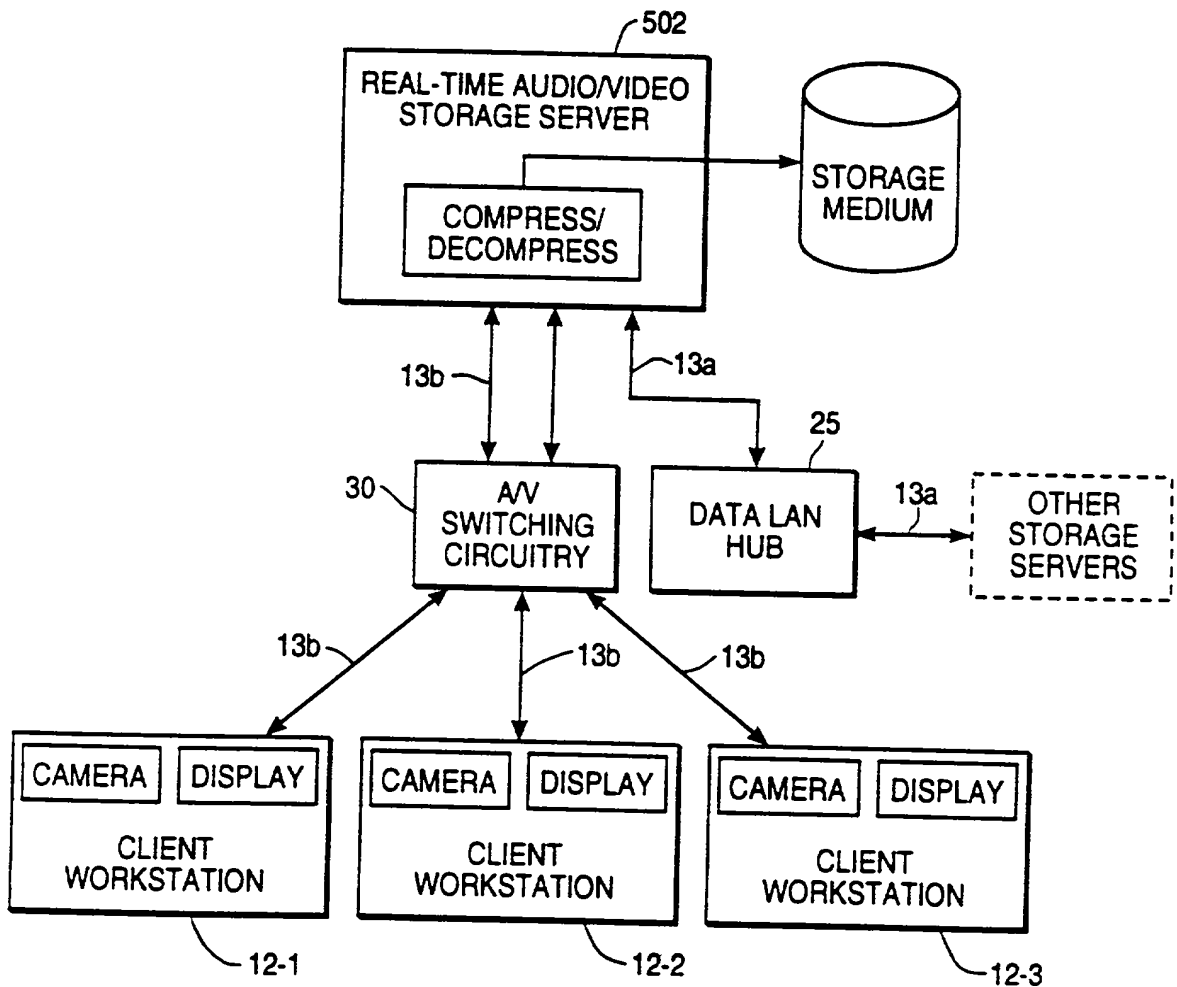 502
REAL-TIME AUDIO/VIDEO
STORAGE SERVER
COMPRESS/
DECOMPRESS
STORAGE
MEDIUM
13b
13a
25
30
A/V
SWITCHING
CIRCUITRY
DATA LAN
HUB
13a
OTHER
STORAGE
SERVERS
13b
13b
13b
CAMERA
DISPLAY
CLIENT
WORKSTATION
CAMERA
DISPLAY
CLIENT
WORKSTATION
CAMERA
DISPLAY
CLIENT
WORKSTATION
12-1
12-2
12-3